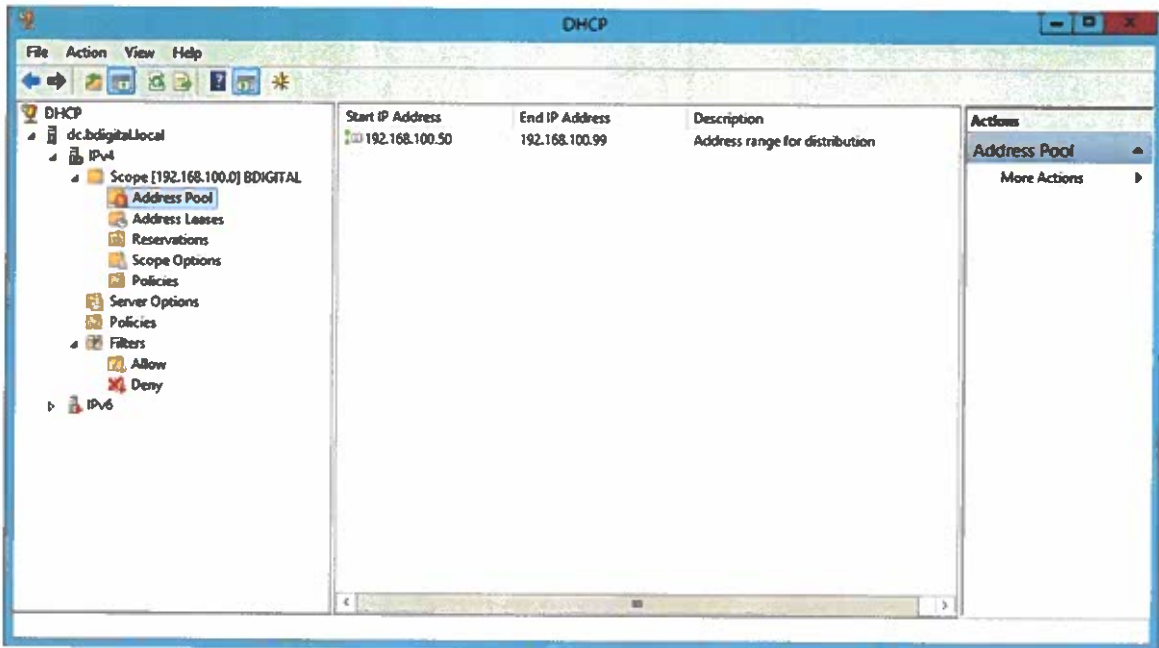 DHCP
File Action View Help
DHCP
dc.bdigital.local
IPv4
Scope [192.168.100.0] BDIGITAL
Address Pool
Address Leases
Reservations
Scope Options
Policies
Server Options
Policies
Filters
Allow
Deny
IPv6
Start IP Address End IP Address Description
192.168.100.50 192.168.100.99 Address range for distribution
Actions
Address Pool
More Actions